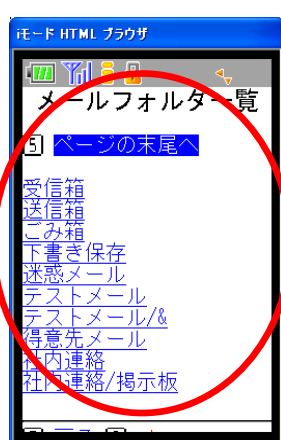 iモード HTML ブラウザ
メールフォルダ一覧
5 ページの末尾へ
受信箱
送信箱
ごみ箱
下書き保存
迷惑メール
テストメール
テストメール/&
得意先メール
社内連絡
社内連絡/掲示板